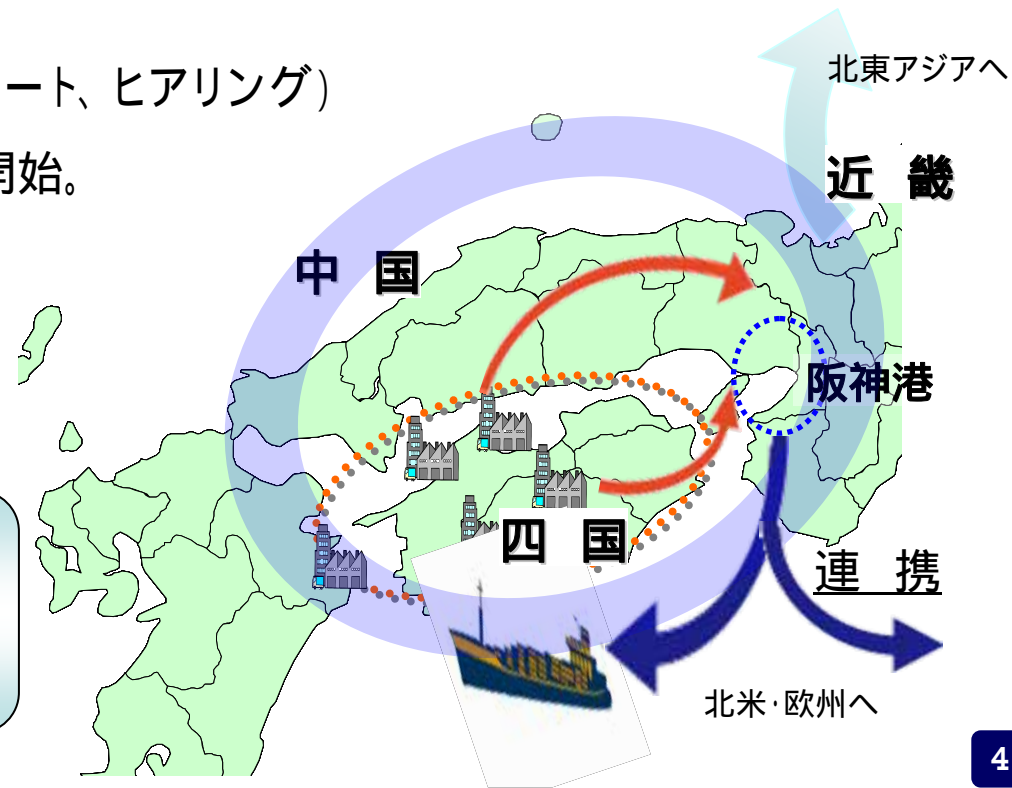 ート、ヒアリング)
開始。
北東アジアへ
近 畿
中 国
阪神港
四 国
連 携
北米・欧州へ
4